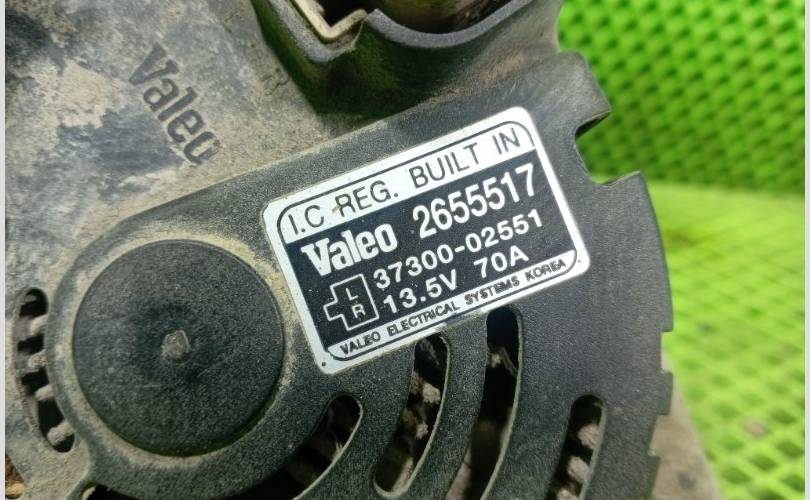 Valeo
I.C REG. BUILT IN
Valeo 2655517
37300-02551
L
R
13.5V 70A
VALEO ELECTRICAL SYSTEMS KOREA